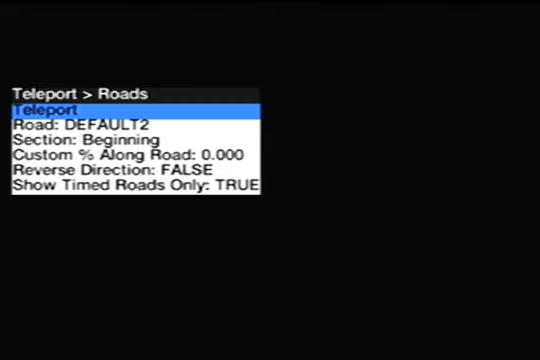 Teleport > Roads
Teleport
Road: DEFAULT2
Section: Beginning
Custom % Along Road: 0.000
Reverse Direction: FALSE
Show Timed Roads Only: TRUE